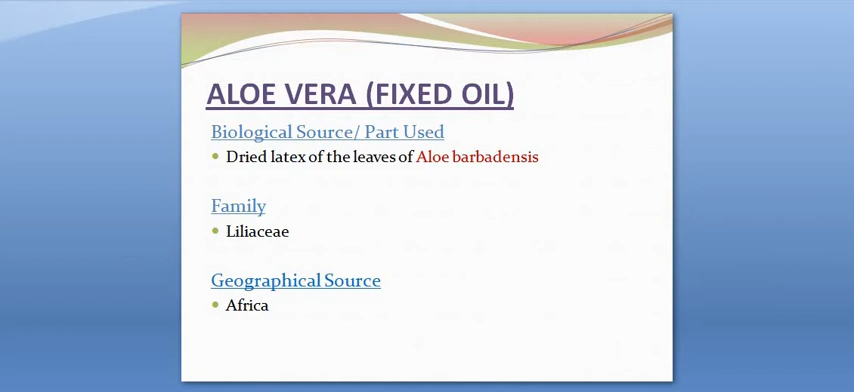 ALOE VERA (FIXED OIL)
Biological Source/ Part Used
• Dried latex of the leaves of Aloe barbadensis
Family
• Liliaceae
Geographical Source
• Africa